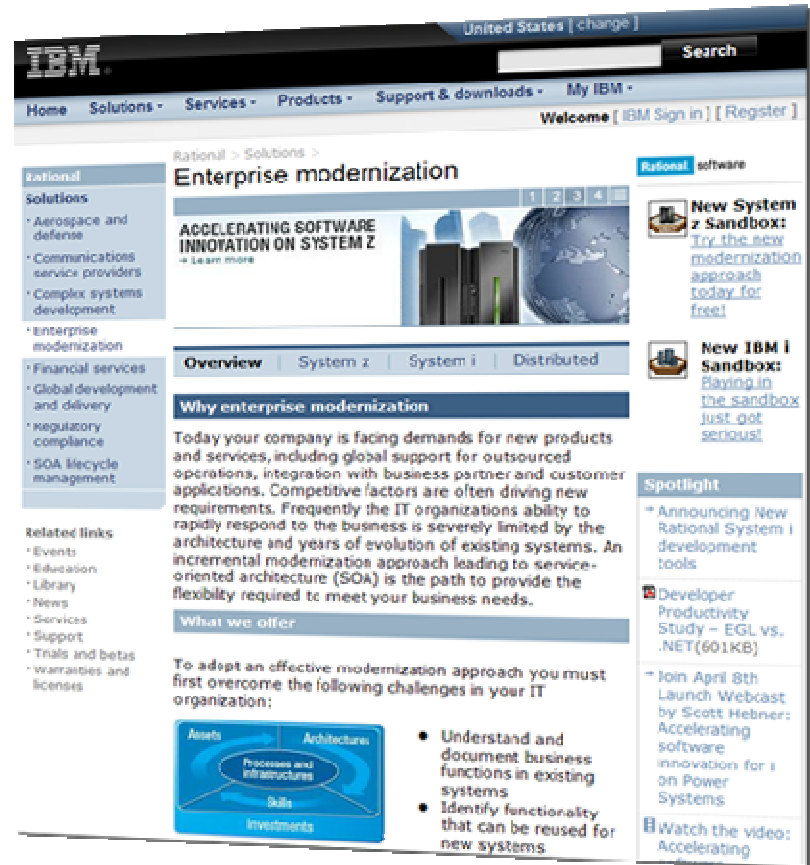 United States [ change ]
IBM.
Search
Home Solutions Services Products Support & downloads My IBM
Welcome [ IBM Sign in ] [ Register ]
Rational > Solutions >
Enterprise modernization
Rational
Solutions
Aerospace and
defense
Communications
service providers
Complex systems
development
Enterprise
modernization
Financial services
Global development
and delivery
Regulatory
compliance
SOA lifecycle
management
Related links
Events
Education
Library
News
Services
Support
Trials and betas
Warranties and
licenses
1 2 3 4
ACCELERATING SOFTWARE
INNOVATION ON SYSTEM Z
→ Learn more
Overview | System z | System i | Distributed
Why enterprise modernization
Today your company is facing demands for new products
and services, including global support for outsourced
operations, integration with business partner and customer
applications. Competitive factors are often driving new
requirements. Frequently the IT organizations ability to
rapidly respond to the business is severely limited by the
architecture and years of evolution of existing systems. An
incremental modernization approach leading to service-
oriented architecture (SOA) is the path to provide the
flexibility required to meet your business needs.
What we offer
To adopt an effective modernization approach you must
first overcome the following challenges in your IT
organization:
Assets
Architectures
Processes and
infrastructures
Skills
Investments
● Understand and
document business
functions in existing
systems
● Identify functionality
that can be reused for
new systems
Rational software
New System
z Sandbox:
Try the new
modernization
approach
today for
free!
New IBM i
Sandbox:
Playing in
the sandbox
just got
serious!
Spotlight
→ Announcing New
Rational System i
development
tools
Developer
Productivity
Study – EGL vs.
.NET(601KB)
→ Join April 8th
Launch Webcast
by Scott Hebner:
Accelerating
software
innovation for i
on Power
Systems
Watch the video:
Accelerating